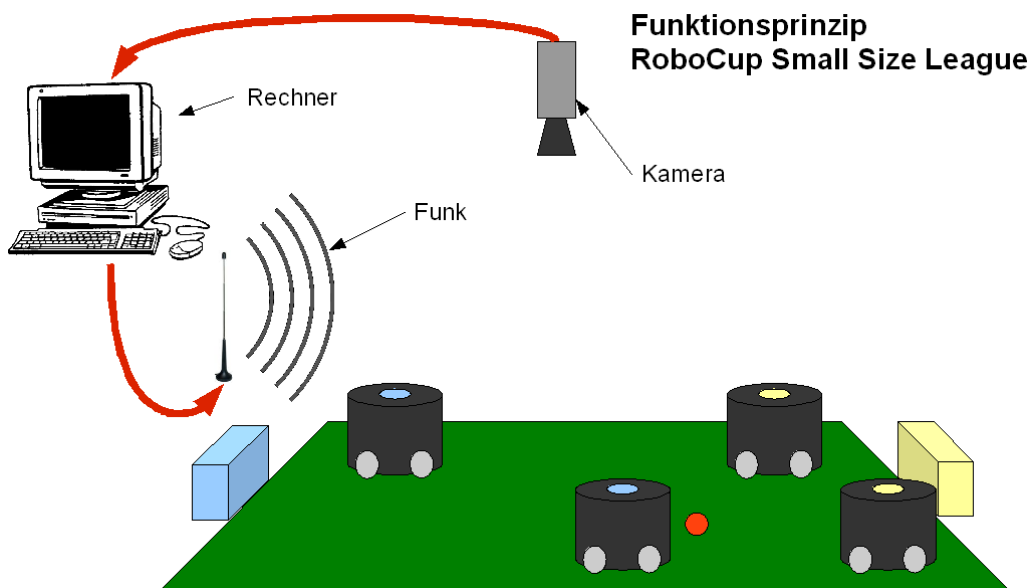 Funktionsprinzip
RoboCup Small Size League
Rechner
Kamera
Funk